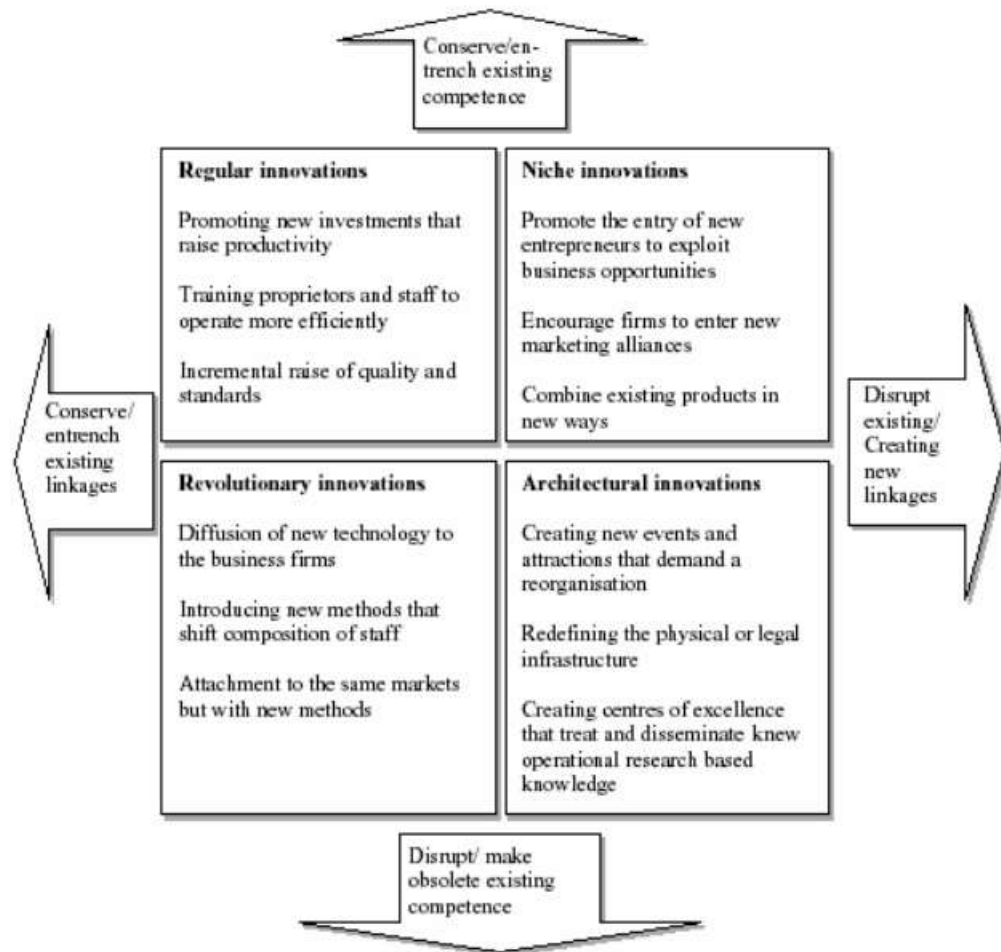 Conserve/en-
trench existing
competence
Regular innovations
Promoting new investments that
raise productivity
Training proprietors and staff to
operate more efficiently
Incremental raise of quality and
standards
Niche innovations
Promote the entry of new
entrepreneurs to exploit
business opportunities
Encourage firms to enter new
marketing alliances
Combine existing products in
new ways
Conserve/
entrench
existing
linkages
Disrupt
existing/
Creating
new
linkages
Revolutionary innovations
Diffusion of new technology to
the business firms
Introducing new methods that
shift composition of staff
Attachment to the same markets
but with new methods
Architectural innovations
Creating new events and
attractions that demand a
reorganisation
Redefining the physical or legal
infrastructure
Creating centres of excellence
that treat and disseminate knew
operational research based
knowledge
Disrupt/ make
obsolete existing
competence